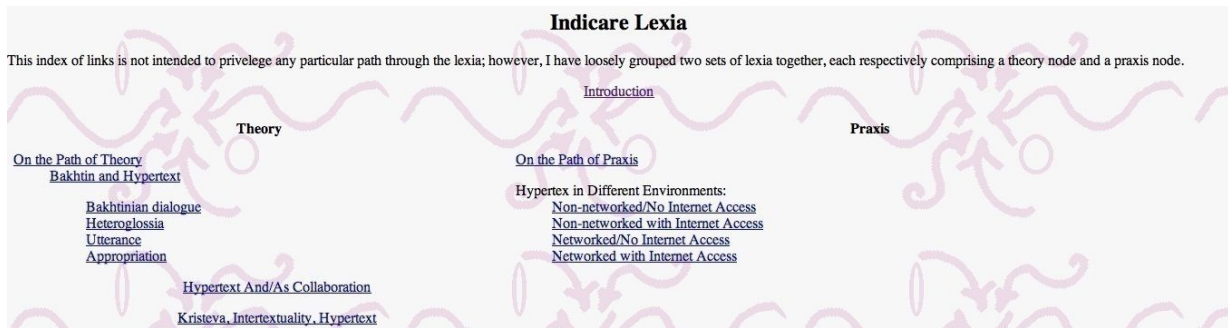 Indicare Lexia
This index of links is not intended to privelege any particular path through the lexia; however, I have loosely grouped two sets of lexia together, each respectively comprising a theory node and a praxis node.
Introduction
Theory
On the Path of Theory
Bakhtin and Hypertext
Bakhtinian dialogue
Heteroglossia
Utterance
Appropriation
Hypertext And/As Collaboration
Kristeva, Intertextuality, Hypertext
Praxis
On the Path of Praxis
Hypertex in Different Environments:
Non-networked/No Internet Access
Non-networked with Internet Access
Networked/No Internet Access
Networked with Internet Access